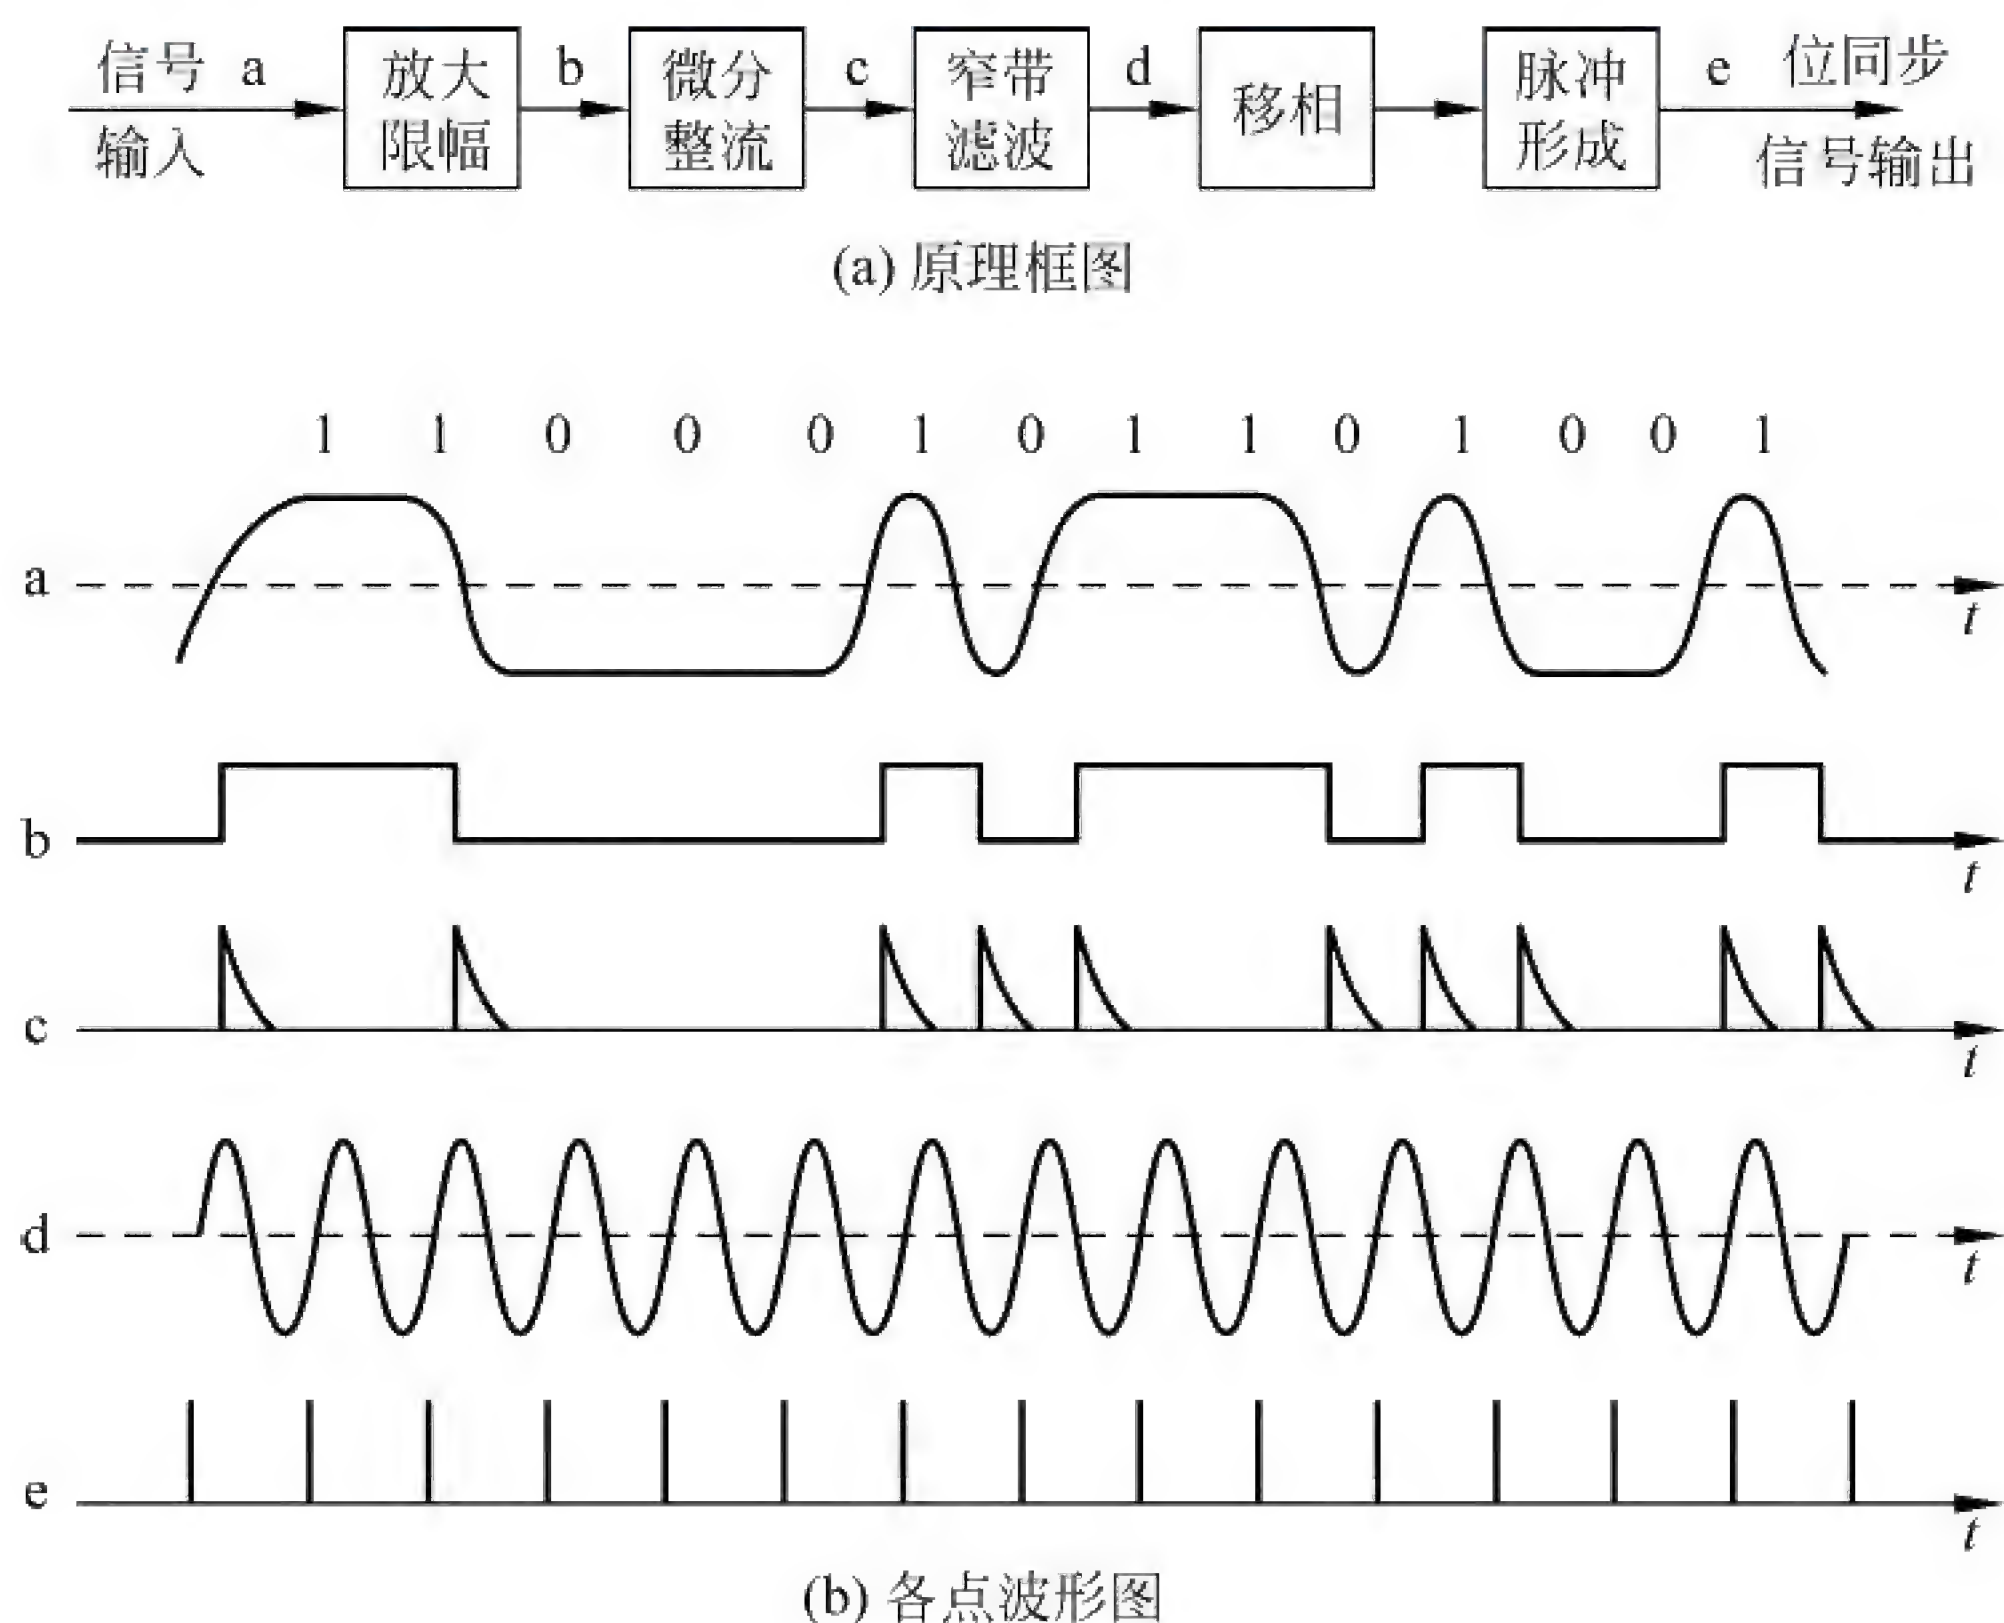 信号 a 放大 b 微分 c 窄带 d 移相 脉冲 e 位同步
输入 限幅 整流 滤波 形成 信号输出
(a) 原理框图
1 1 0 0 0 1 0 1 1 0 1 0 0 1
a
t
b
t
c
t
d
t
e
t
(b) 各点波形图